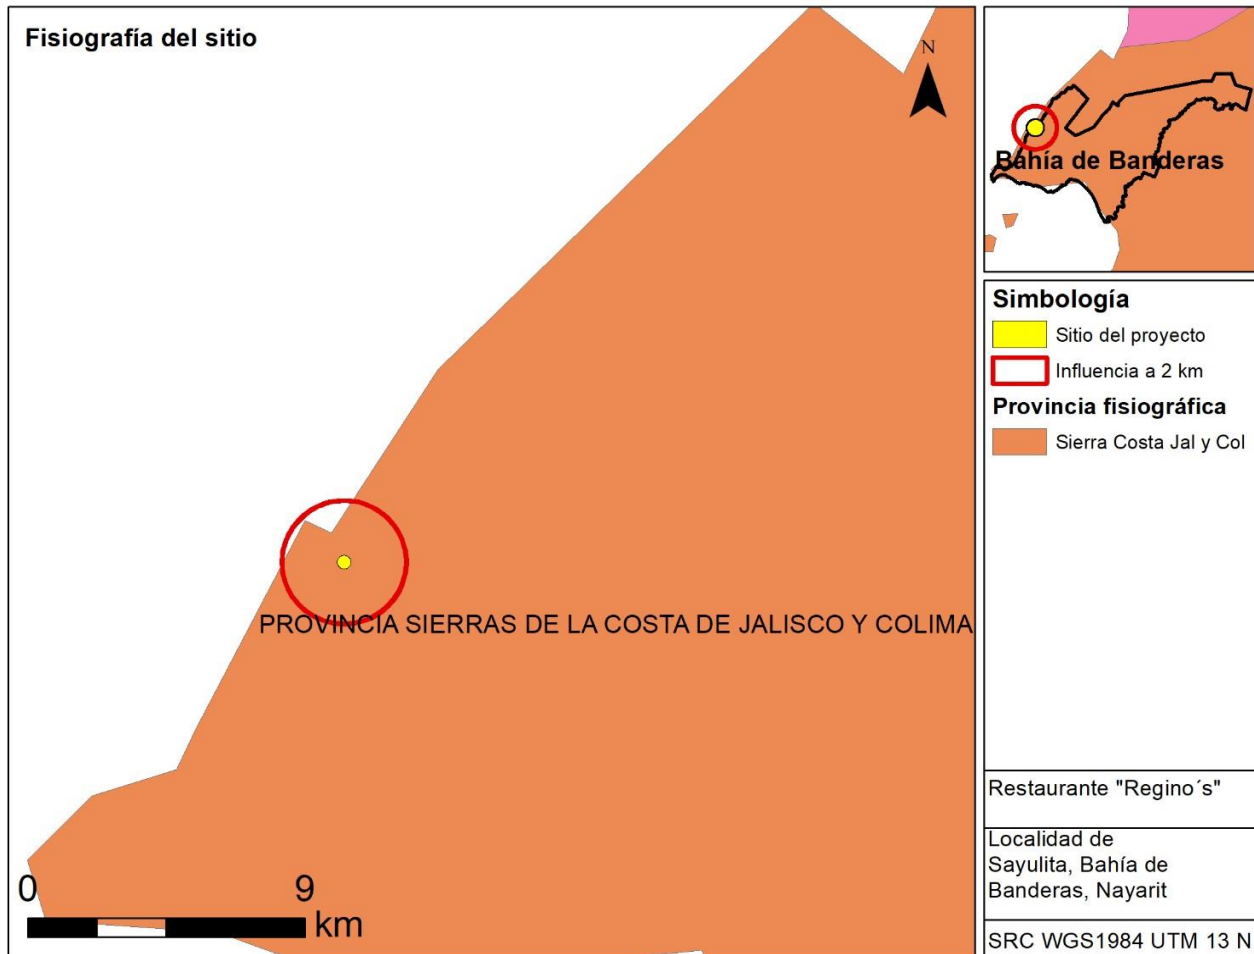 Fisiografía del sitio
N
PROVINCIA SIERRAS DE LA COSTA DE JALISCO Y COLIMA
0 9
km
Bahía de Banderas
Simbología
Sitio del proyecto
Influencia a 2 km
Provincia fisiográfica
Sierra Costa Jal y Col
Restaurante "Regino´s"
Localidad de
Sayulita, Bahía de
Banderas, Nayarit
SRC WGS1984 UTM 13 N